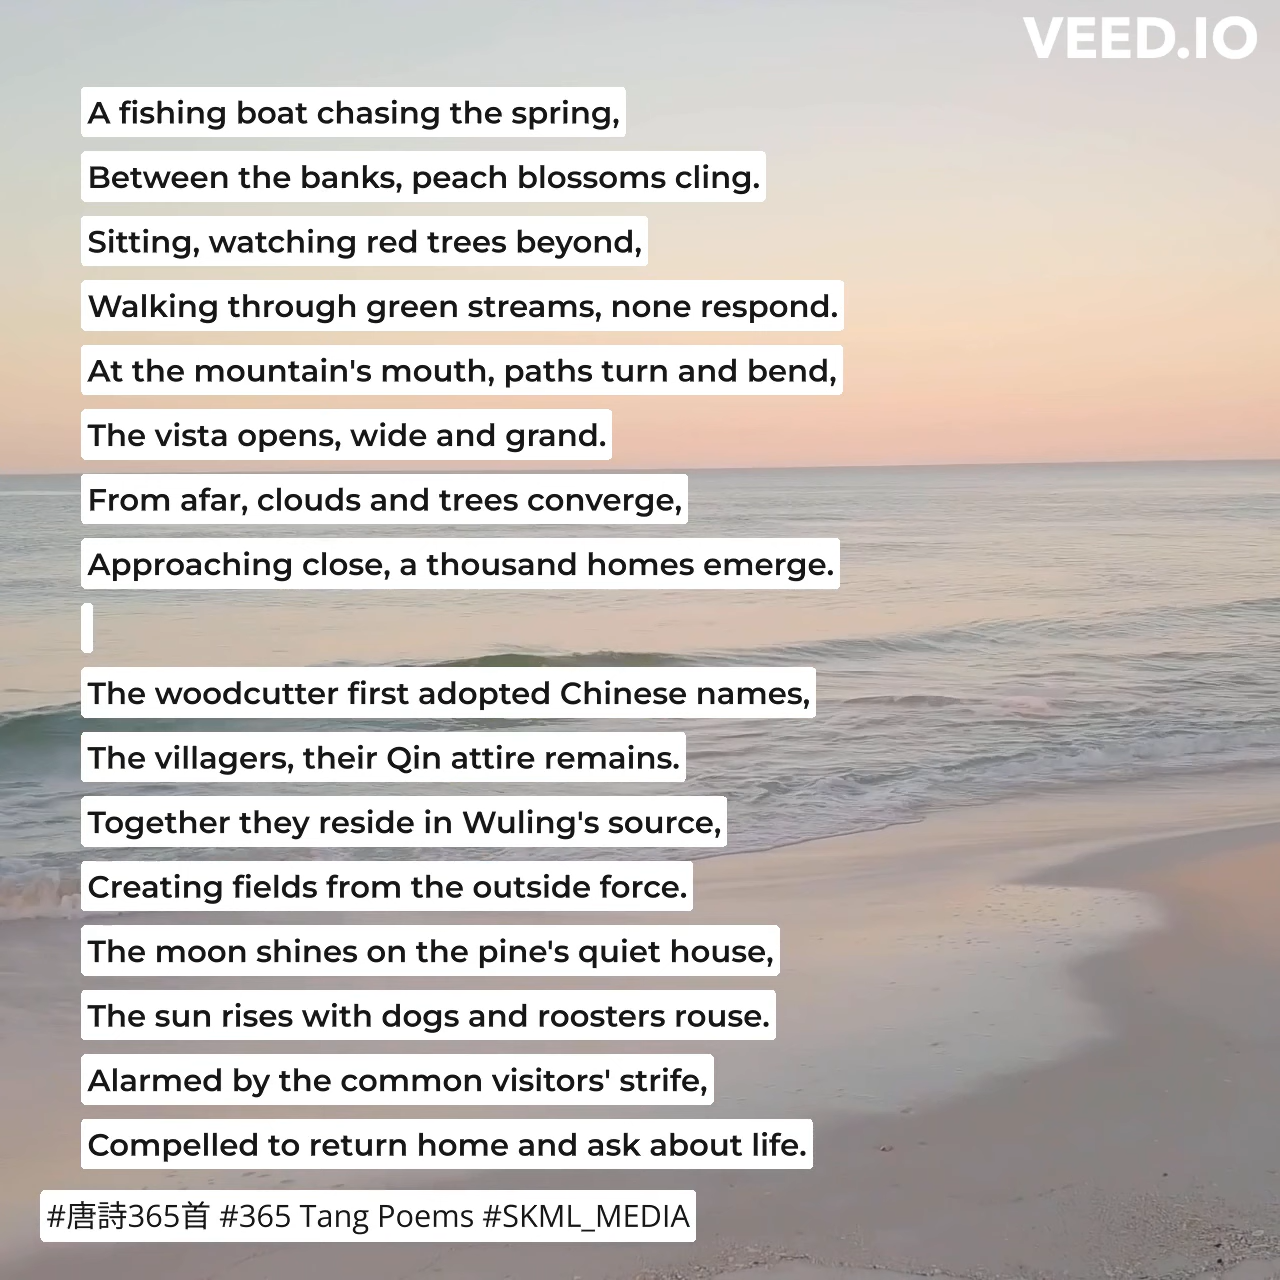 VEED.IO
A fishing boat chasing the spring,
Between the banks, peach blossoms cling.
Sitting, watching red trees beyond,
Walking through green streams, none respond.
At the mountain's mouth, paths turn and bend,
The vista opens, wide and grand.
From afar, clouds and trees converge,
Approaching close, a thousand homes emerge.
The woodcutter first adopted Chinese names,
The villagers, their Qin attire remains.
Together they reside in Wuling's source,
Creating fields from the outside force.
The moon shines on the pine's quiet house,
The sun rises with dogs and roosters rouse.
Alarmed by the common visitors' strife,
Compelled to return home and ask about life.
#唐詩365首 #365 Tang Poems #SKML_MEDIA